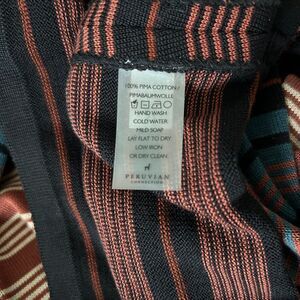 100% PIMA COTTON /
PIMABAUMWOLLE
HAND WASH
COLD WATER
MILD SOAP
LAY FLAT TO DRY
LOW IRON
OR DRY CLEAN
PERUVIAN
CONNECTION